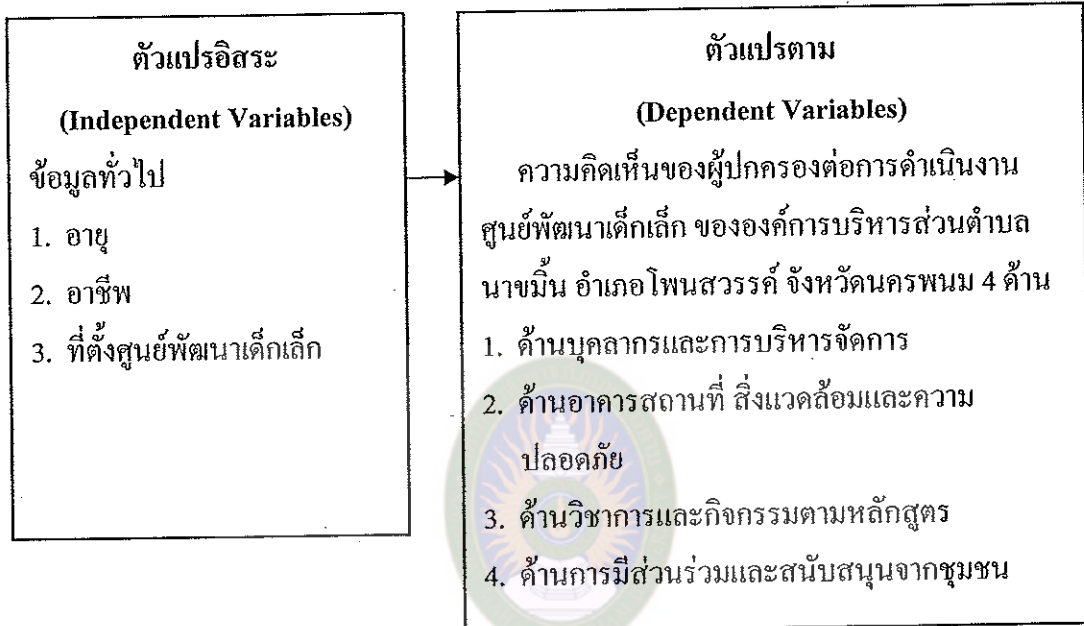 ตัวแปรอิสระ
(Independent Variables)
ข้อมูลทั่วไป
1. อายุ
2. อาชีพ
3. ที่ตั้งศูนย์พัฒนาเด็กเล็ก
ตัวแปรตาม
(Dependent Variables)
ความคิดเห็นของผู้ปกครองต่อการดำเนินงาน
ศูนย์พัฒนาเด็กเล็ก ขององค์การบริหารส่วนตำบล
นาขมิ้น อำเภอโพนสวรรค์ จังหวัดนครพนม 4 ด้าน
1. ด้านบุคลากรและการบริหารจัดการ
2. ด้านอาคารสถานที่ สิ่งแวดล้อมและความ
ปลอดภัย
3. ด้านวิชาการและกิจกรรมตามหลักสูตร
4. ด้านการมีส่วนร่วมและสนับสนุนจากชุมชน